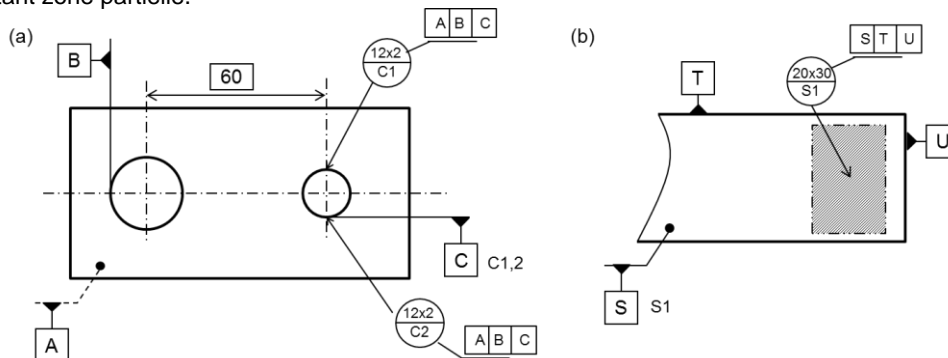 tant zone partielle.
(a)
B
60
12x2
C1
A B C
C
C1,2
12x2
C2
A B C
A
(b)
T
20x30
S1
S T U
U
S
S1